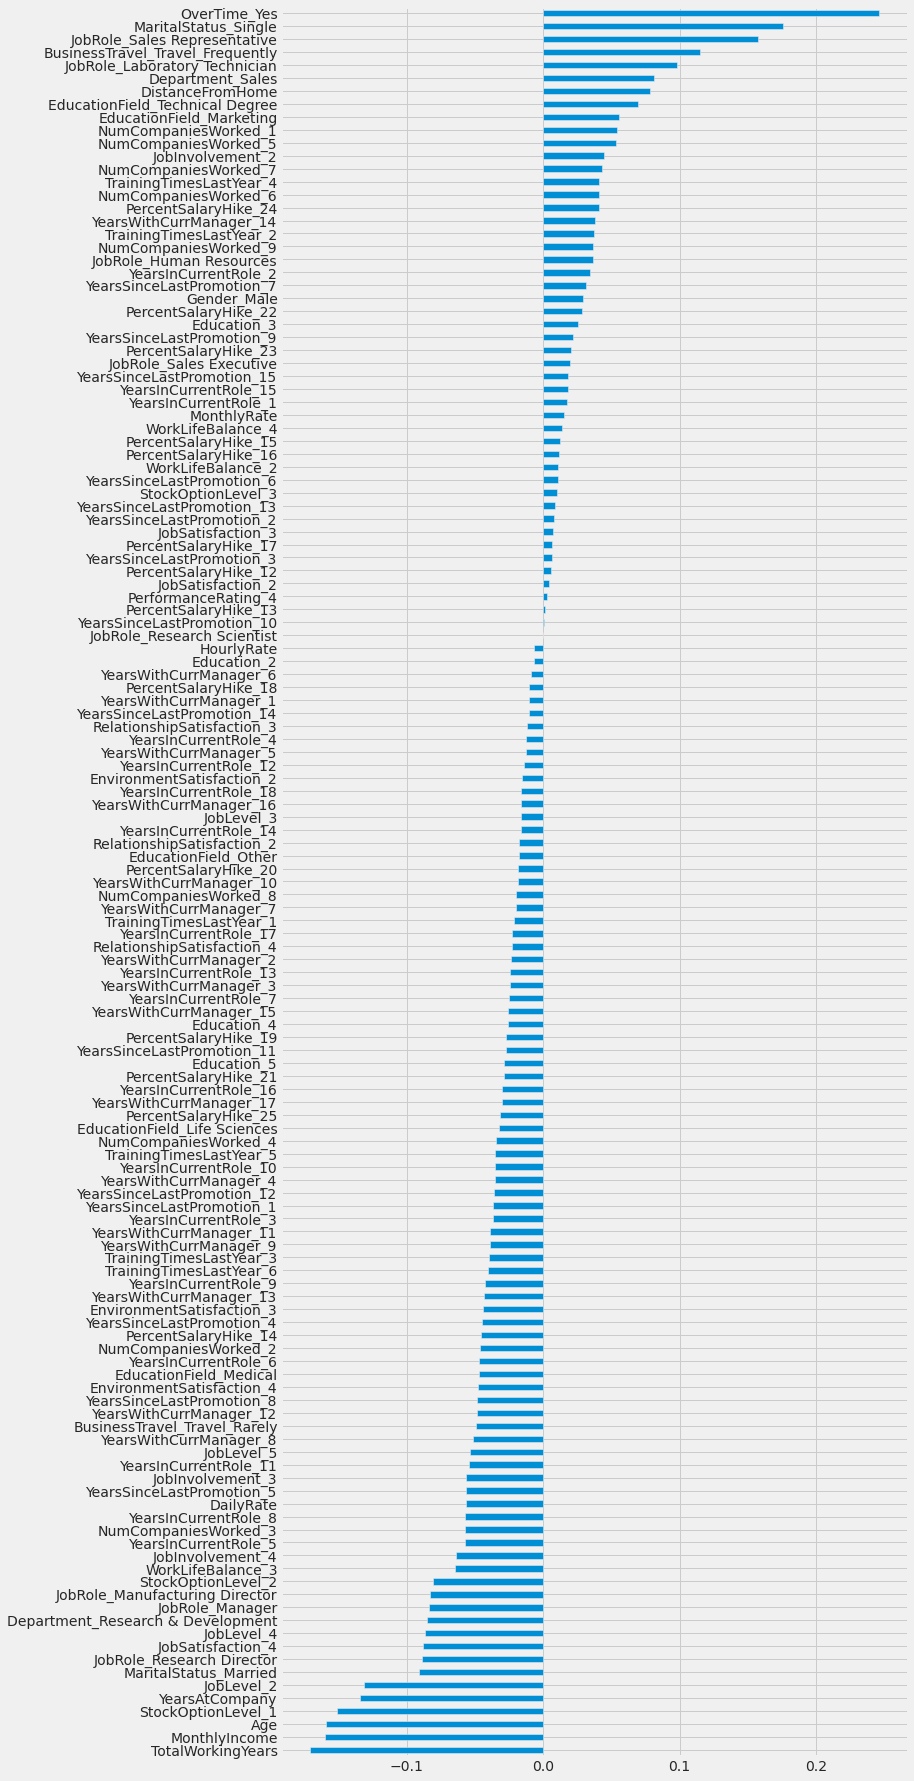 OverTime_Yes
MaritalStatus_Single
JobRole_Sales Representative
BusinessTravel_Travel_Frequently
JobRole_Laboratory Technician
Department_Sales
DistanceFromHome
EducationField_Technical Degree
EducationField_Marketing
NumCompaniesWorked_1
NumCompaniesWorked_5
JobInvolvement_2
NumCompaniesWorked_7
TrainingTimesLastYear_4
NumCompaniesWorked_6
PercentSalaryHike_24
YearsWithCurrManager_14
TrainingTimesLastYear_2
NumCompaniesWorked_9
JobRole_Human Resources
YearsInCurrentRole_2
YearsSinceLastPromotion_7
Gender_Male
PercentSalaryHike_22
Education_3
YearsSinceLastPromotion_9
PercentSalaryHike_23
JobRole_Sales Executive
YearsSinceLastPromotion_15
YearsInCurrentRole_15
YearsInCurrentRole_1
MonthlyRate
WorkLifeBalance_4
PercentSalaryHike_15
PercentSalaryHike_16
WorkLifeBalance_2
YearsSinceLastPromotion_6
StockOptionLevel_3
YearsSinceLastPromotion_13
YearsSinceLastPromotion_2
JobSatisfaction_3
PercentSalaryHike_17
YearsSinceLastPromotion_3
PercentSalaryHike_12
JobSatisfaction_2
PerformanceRating_4
PercentSalaryHike_13
YearsSinceLastPromotion_10
JobRole_Research Scientist
HourlyRate
Education_2
YearsWithCurrManager_6
PercentSalaryHike_18
YearsWithCurrManager_1
YearsSinceLastPromotion_14
RelationshipSatisfaction_3
YearsInCurrentRole_4
YearsWithCurrManager_5
YearsInCurrentRole_12
EnvironmentSatisfaction_2
YearsInCurrentRole_18
YearsWithCurrManager_16
JobLevel_3
YearsInCurrentRole_14
RelationshipSatisfaction_2
EducationField_Other
PercentSalaryHike_20
YearsWithCurrManager_10
NumCompaniesWorked_8
YearsWithCurrManager_7
TrainingTimesLastYear_1
YearsInCurrentRole_17
RelationshipSatisfaction_4
YearsWithCurrManager_2
YearsInCurrentRole_13
YearsWithCurrManager_3
YearsInCurrentRole_7
YearsWithCurrManager_15
Education_4
PercentSalaryHike_19
YearsSinceLastPromotion_11
Education_5
PercentSalaryHike_21
YearsInCurrentRole_16
YearsWithCurrManager_17
PercentSalaryHike_25
EducationField_Life Sciences
NumCompaniesWorked_4
TrainingTimesLastYear_5
YearsInCurrentRole_10
YearsWithCurrManager_4
YearsSinceLastPromotion_12
YearsSinceLastPromotion_1
YearsInCurrentRole_3
YearsWithCurrManager_11
YearsWithCurrManager_9
TrainingTimesLastYear_3
TrainingTimesLastYear_6
YearsInCurrentRole_9
YearsWithCurrManager_13
EnvironmentSatisfaction_3
YearsSinceLastPromotion_4
PercentSalaryHike_14
NumCompaniesWorked_2
YearsInCurrentRole_6
EducationField_Medical
EnvironmentSatisfaction_4
YearsSinceLastPromotion_8
YearsWithCurrManager_12
BusinessTravel_Travel_Rarely
YearsWithCurrManager_8
JobLevel_5
YearsInCurrentRole_11
JobInvolvement_3
YearsSinceLastPromotion_5
DailyRate
YearsInCurrentRole_8
NumCompaniesWorked_3
YearsInCurrentRole_5
JobInvolvement_4
WorkLifeBalance_3
StockOptionLevel_2
JobRole_Manufacturing Director
JobRole_Manager
Department_Research & Development
JobLevel_4
JobSatisfaction_4
JobRole_Research Director
MaritalStatus_Married
JobLevel_2
YearsAtCompany
StockOptionLevel_1
Age
MonthlyIncome
TotalWorkingYears
−0.1 0.0 0.1 0.2